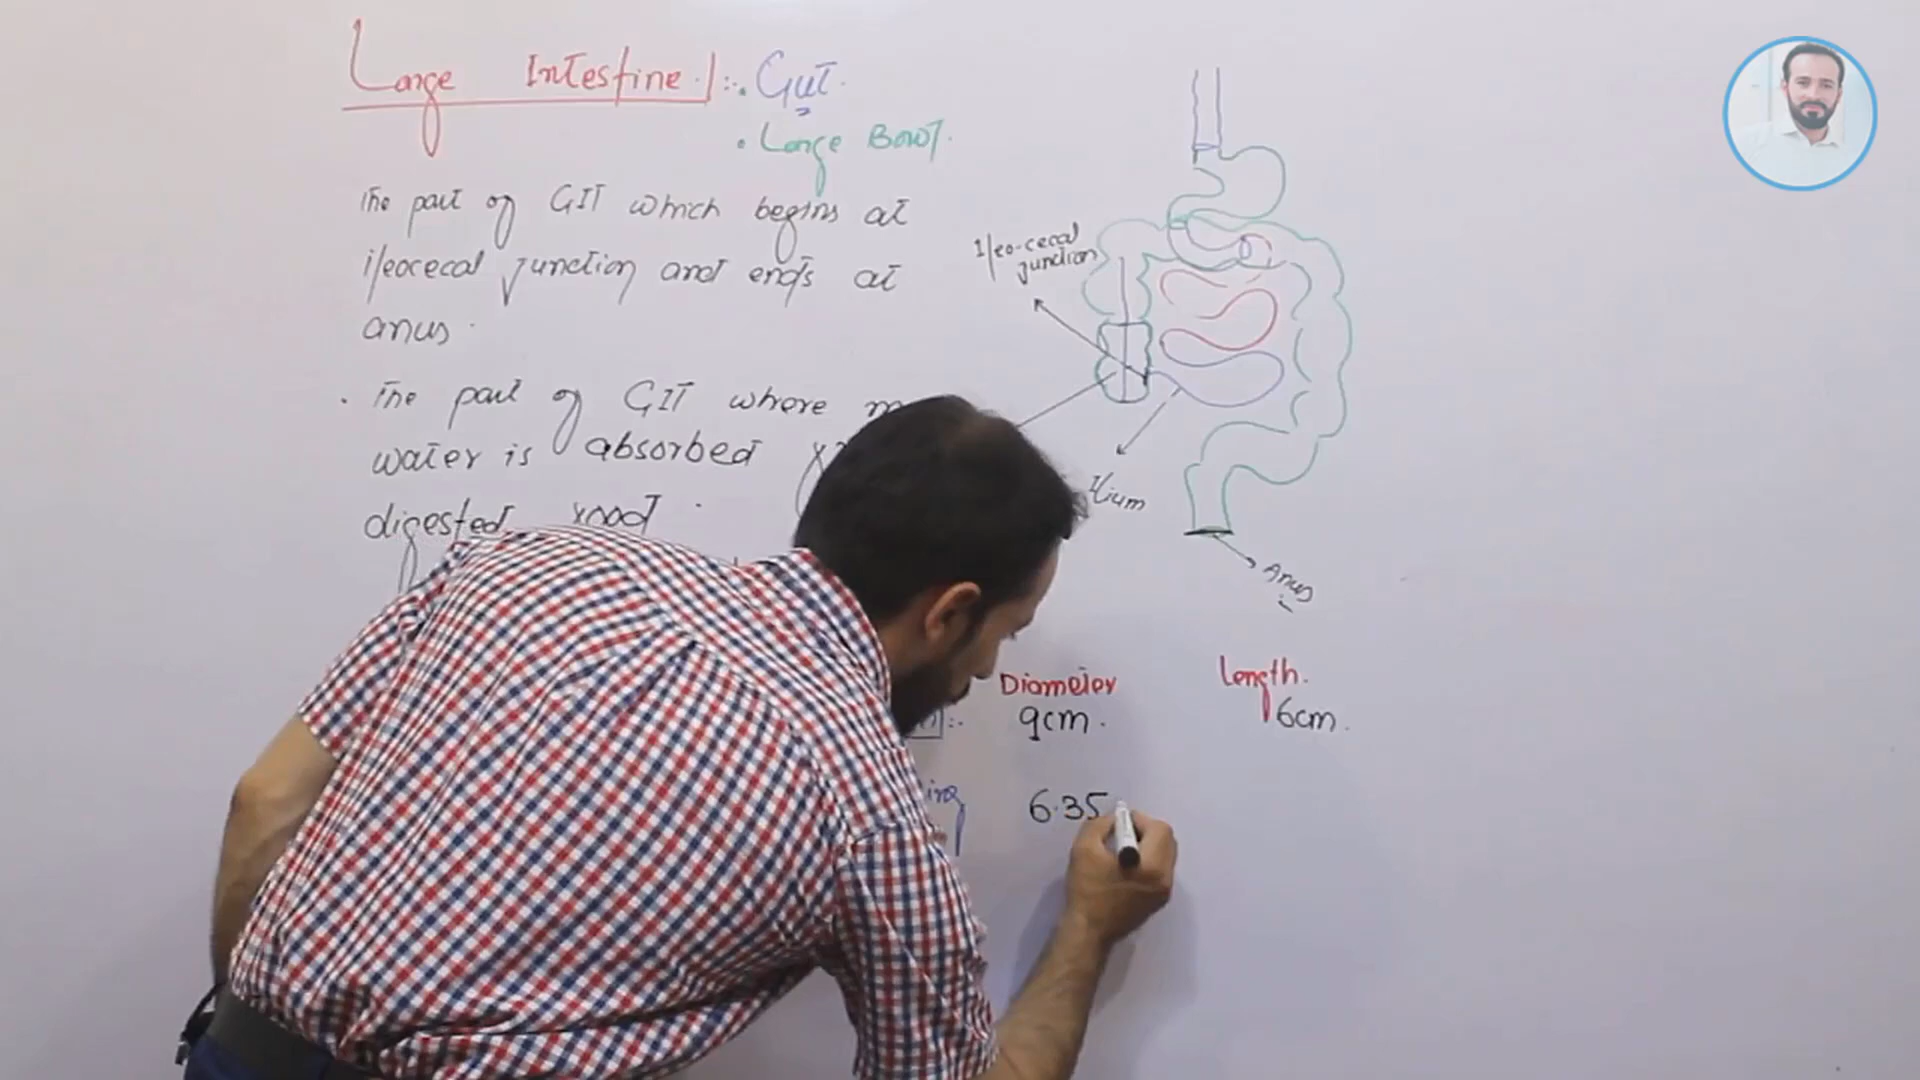 Large Intestine :. Gut.
. Large Bowl.
The part of GIT which begins at
ileocecal junction and ends at
anus.
. The part of GIT where
water is absorbed
digested food.
Ileo-cecal
junction
Ilium
Anus
Diameter Length.
9cm. 6cm.
6.35